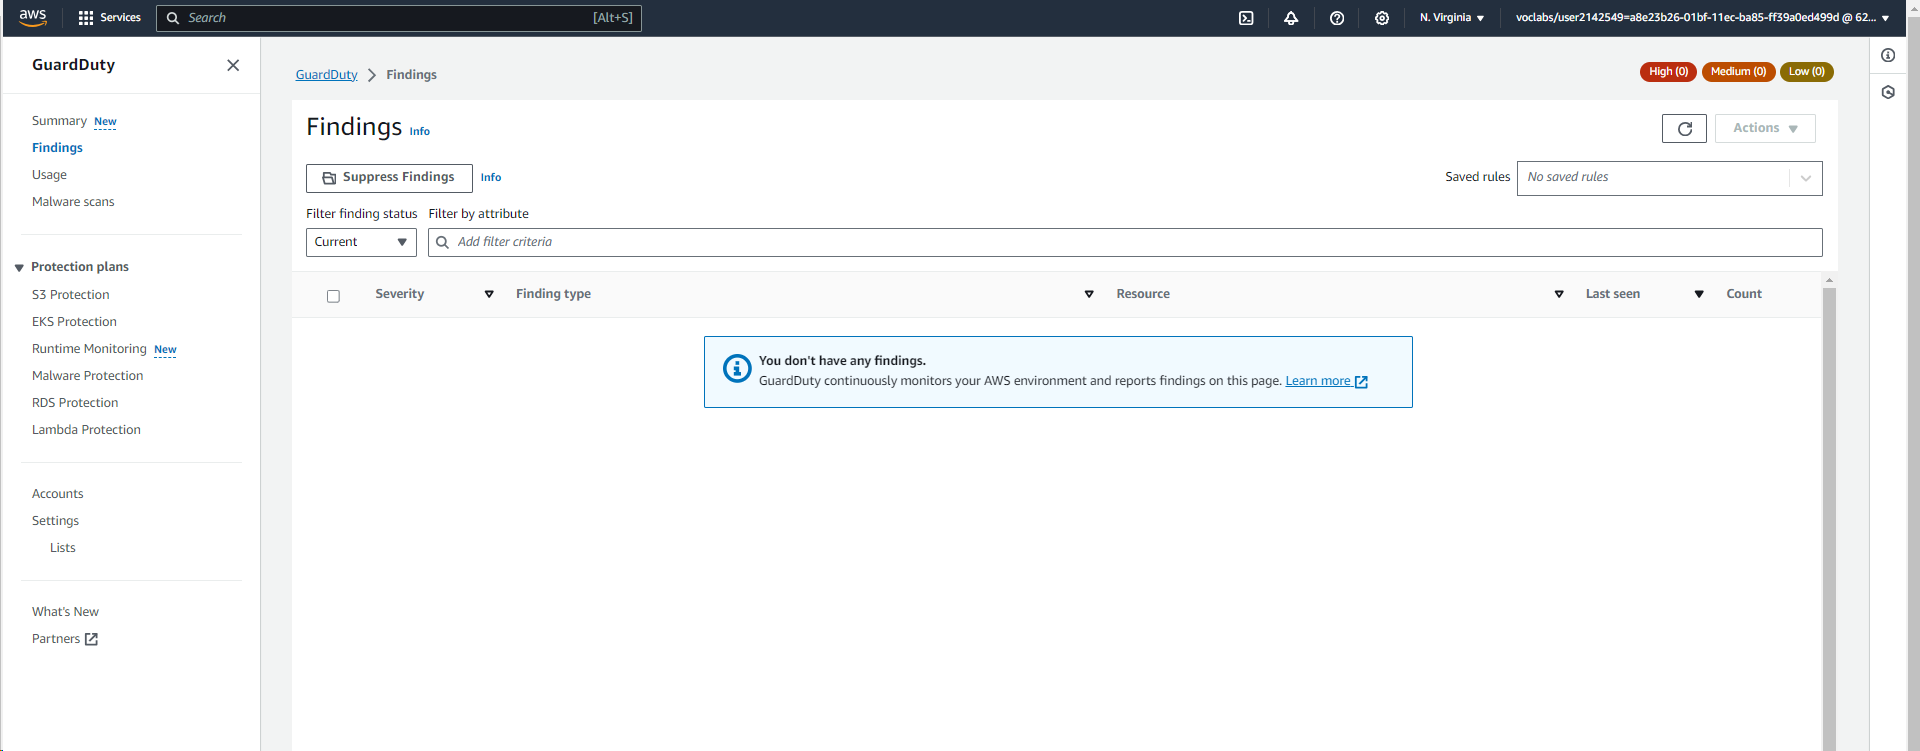 aws Services Search [Alt+S] N. Virginia voclabs/user2142549=a8e23b26-01bf-11ec-ba85-ff39a0ed499d @ 62...
GuardDuty
Summary New
Findings
Usage
Malware scans
Protection plans
S3 Protection
EKS Protection
Runtime Monitoring New
Malware Protection
RDS Protection
Lambda Protection
Accounts
Settings
Lists
What's New
Partners
GuardDuty Findings
High (0) Medium (0) Low (0)
Findings Info
Actions
Suppress Findings Info
Saved rules No saved rules
Filter finding status Filter by attribute
Current Add filter criteria
Severity Finding type Resource Last seen Count
You don't have any findings.
GuardDuty continuously monitors your AWS environment and reports findings on this page. Learn more